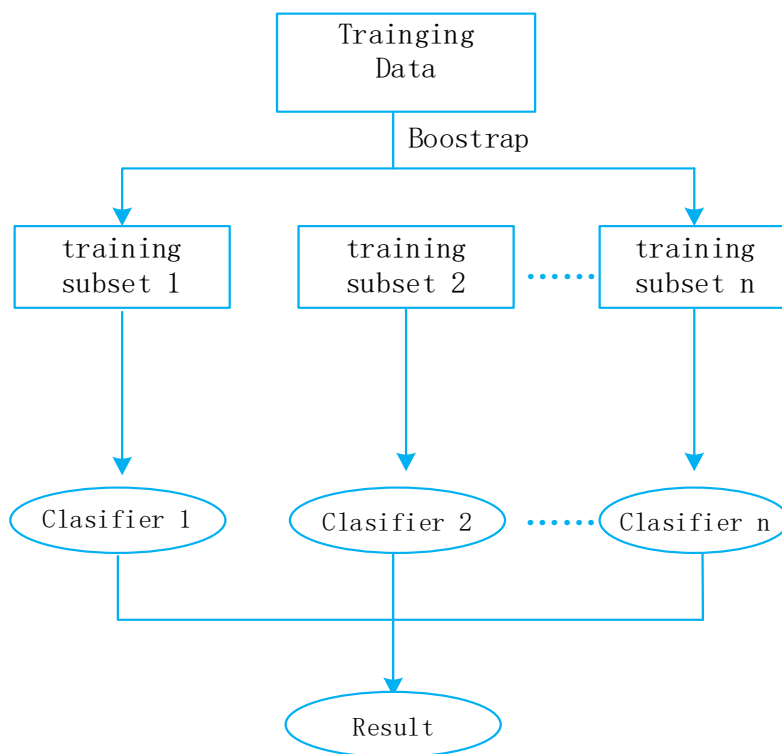 Trainging
Data
Boostrap
training
subset 1
training
subset 2
training
subset n
Clasifier 1
Clasifier 2
Clasifier n
Result